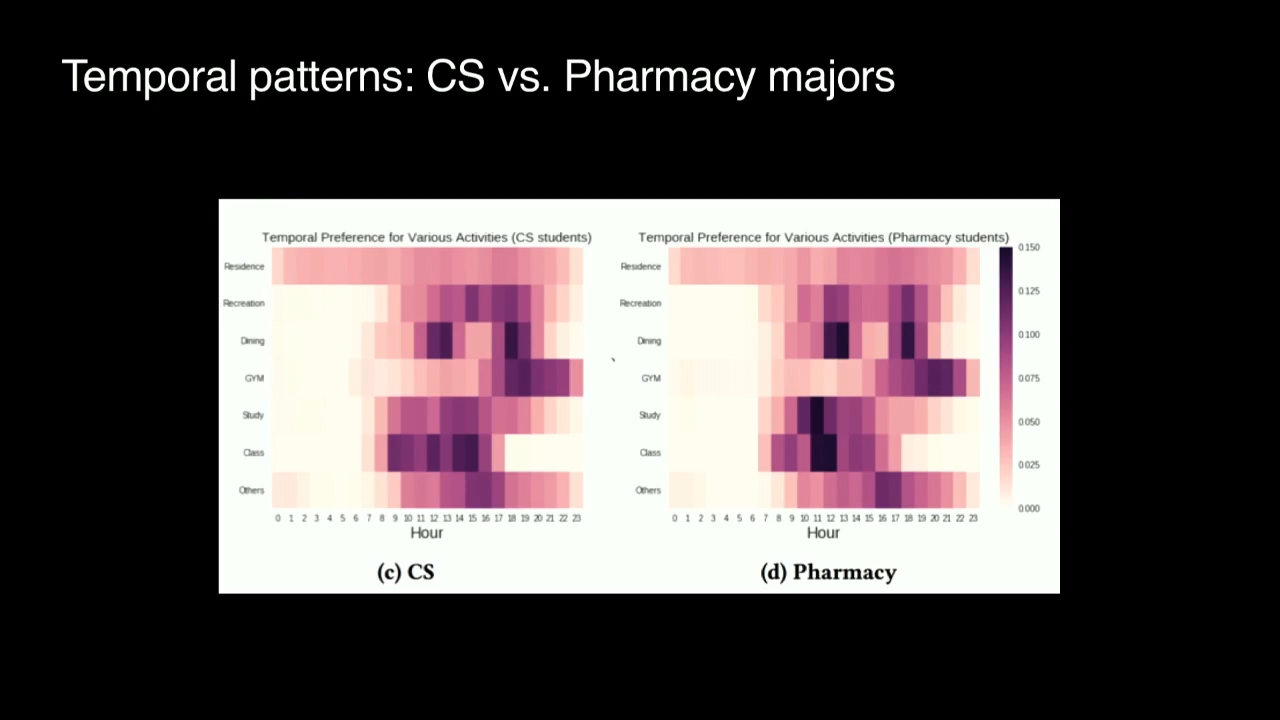 Temporal patterns: CS vs. Pharmacy majors
Temporal Preference for Various Activities (CS students)
Residence
Recreation
Dining
GYM
Study
Class
Others
0 1 2 3 4 5 6 7 8 9 10 11 12 13 14 15 16 17 18 19 20 21 22 23
Hour
(c) CS
Temporal Preference for Various Activities (Pharmacy students)
Residence
Recreation
Dining
GYM
Study
Class
Others
0 1 2 3 4 5 6 7 8 9 10 11 12 13 14 15 16 17 18 19 20 21 22 23
Hour
0.150
0.125
0.100
0.075
0.050
0.025
0.000
(d) Pharmacy